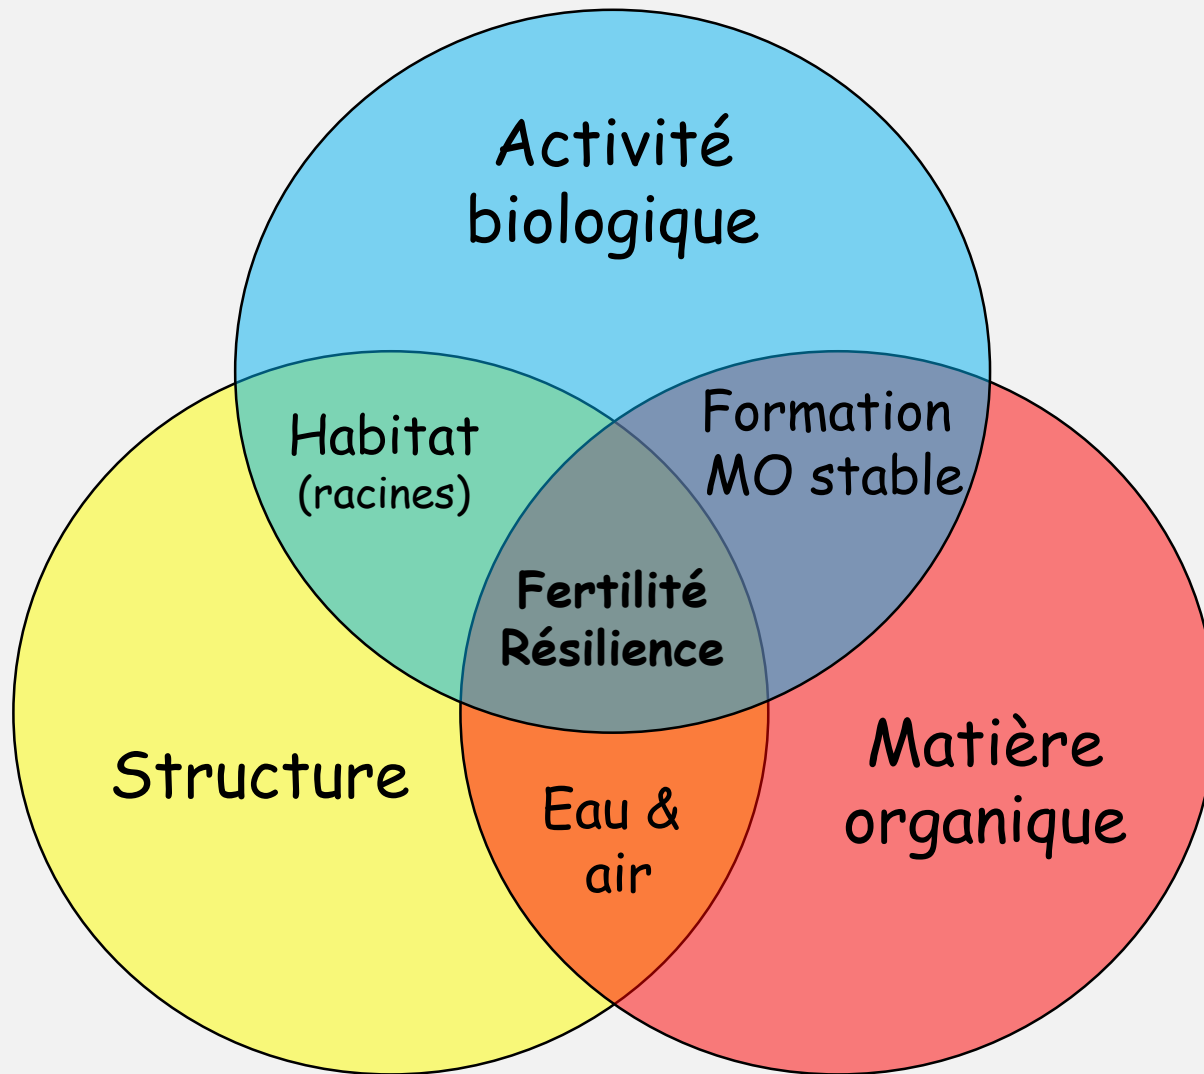 Activité
biologique
Habitat
(racines)
Formation
MO stable
Fertilité
Résilience
Structure
Matière
organique
Eau &
air